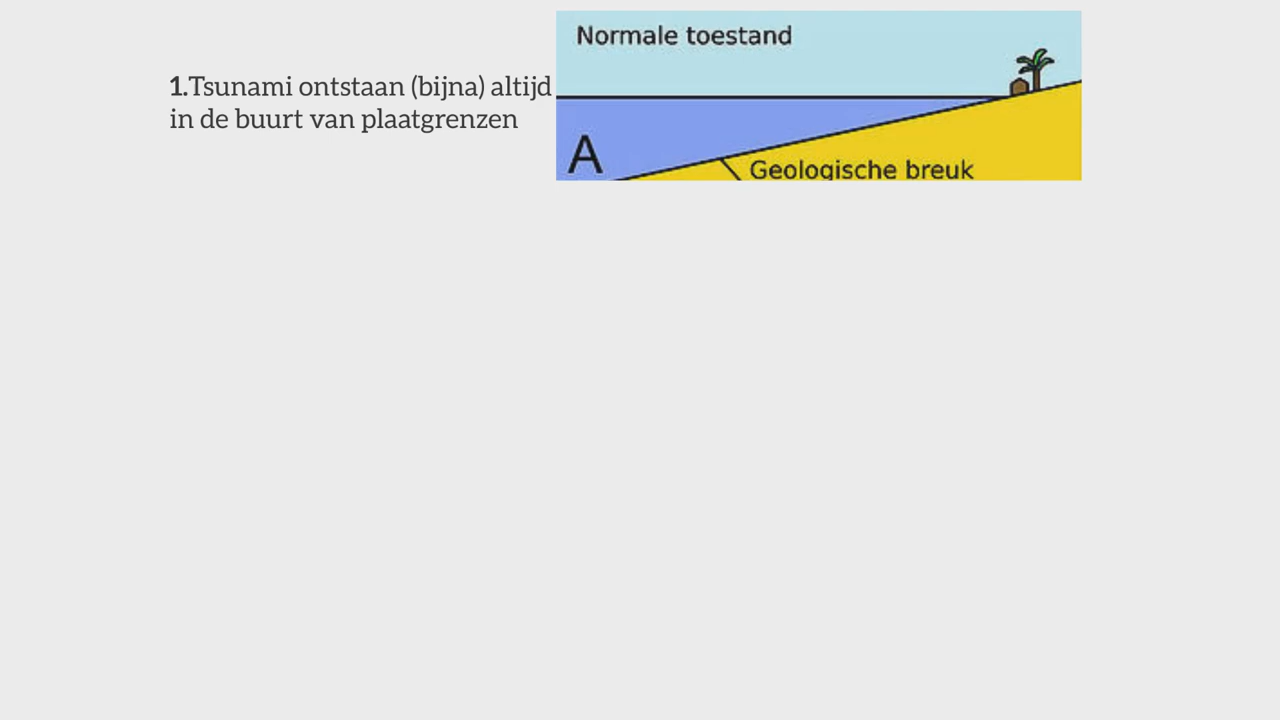 1.Tsunami ontstaan (bijna) altijd
in de buurt van plaatgrenzen
Normale toestand
A
Geologische breuk